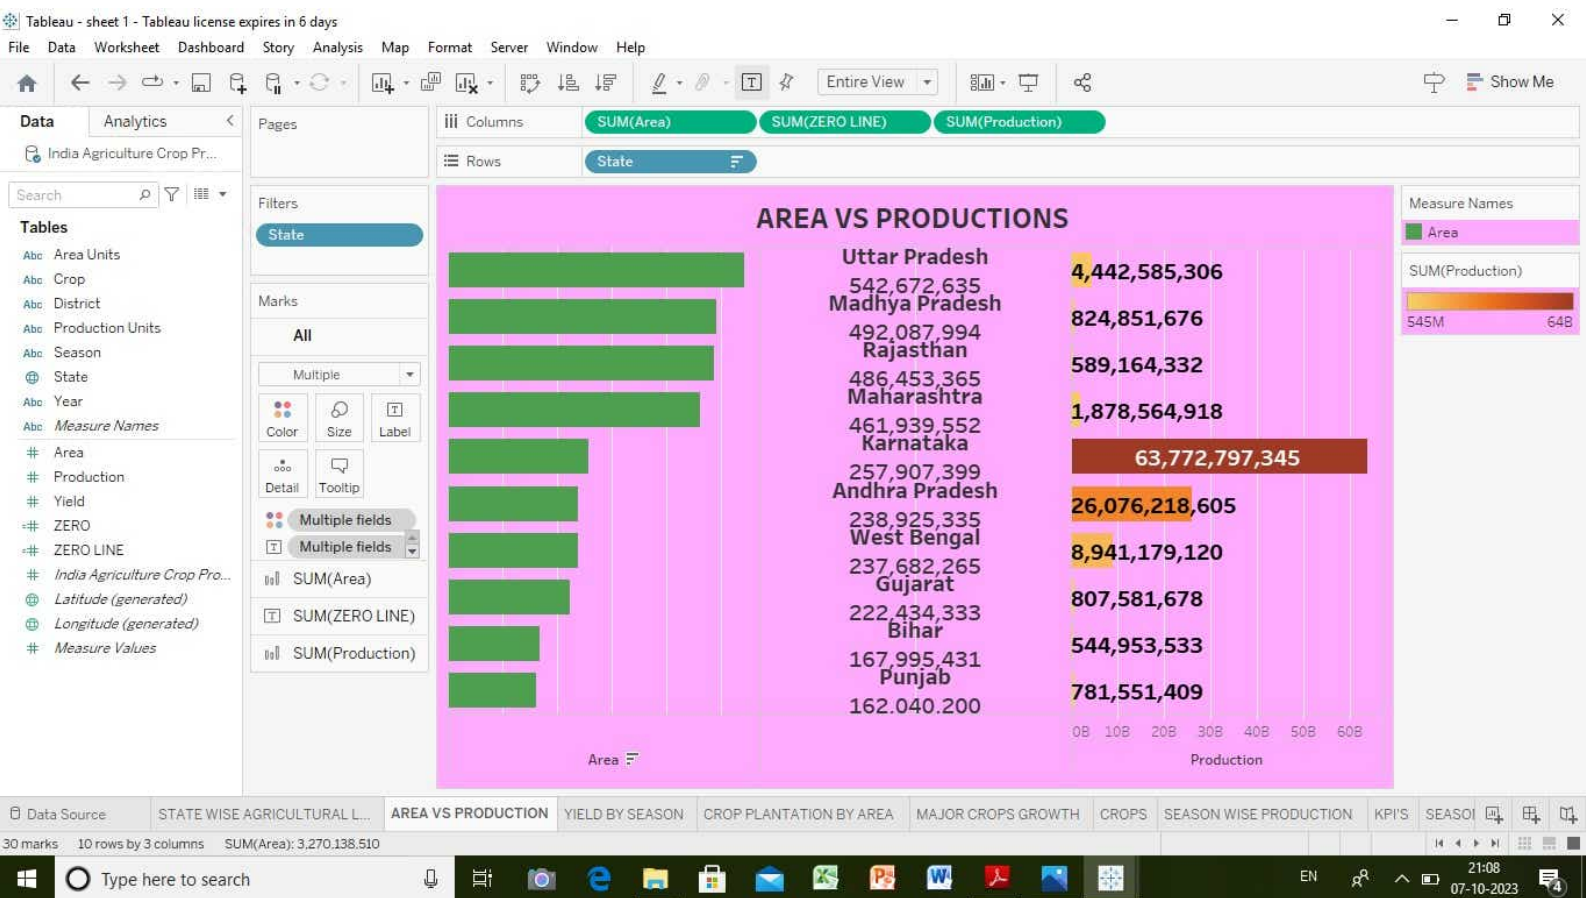 Tableau - sheet 1 - Tableau license expires in 6 days
File Data Worksheet Dashboard Story Analysis Map Format Server Window Help
Entire View
Show Me
Data Analytics
India Agriculture Crop Pr...
Search
Tables
Abc Area Units
Abc Crop
Abc District
Abc Production Units
Abc Season
State
Abc Year
Abc Measure Names
# Area
# Production
# Yield
=# ZERO
=# ZERO LINE
# India Agriculture Crop Pro...
Latitude (generated)
Longitude (generated)
# Measure Values
Pages
Filters
State
Marks
All
Multiple
Color Size Label
Detail Tooltip
Multiple fields
Multiple fields
SUM(Area)
SUM(ZERO LINE)
SUM(Production)
Columns SUM(Area) SUM(ZERO LINE) SUM(Production)
Rows State
AREA VS PRODUCTIONS
Uttar Pradesh
542,672,635
4,442,585,306
Madhya Pradesh
492,087,994
824,851,676
Rajasthan
486,453,365
589,164,332
Maharashtra
461,939,552
1,878,564,918
Karnataka
257,907,399
63,772,797,345
Andhra Pradesh
238,925,335
26,076,218,605
West Bengal
237,682,265
8,941,179,120
Gujarat
222,434,333
807,581,678
Bihar
167,995,431
544,953,533
Punjab
162,040,200
781,551,409
0B 10B 20B 30B 40B 50B 60B
Area Production
Measure Names
Area
SUM(Production)
545M 64B
Data Source STATE WISE AGRICULTURAL L... AREA VS PRODUCTION YIELD BY SEASON CROP PLANTATION BY AREA MAJOR CROPS GROWTH CROPS SEASON WISE PRODUCTION KPI'S SEASO
30 marks 10 rows by 3 columns SUM(Area): 3,270,138,510
Type here to search
EN
21:08
07-10-2023
4